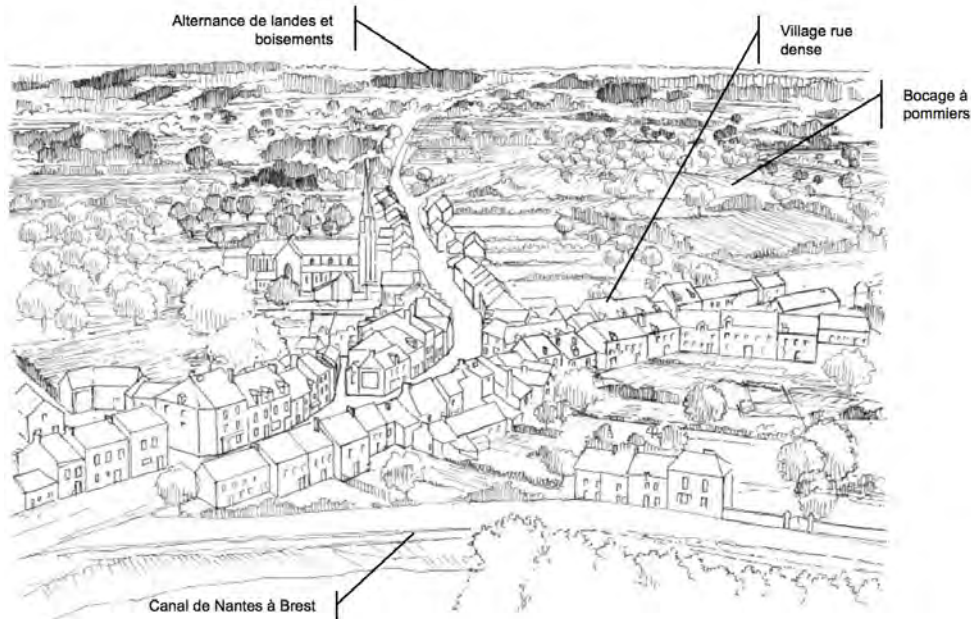 Alternance de landes et
boisements
Village rue
dense
Bocage à
pommiers
Canal de Nantes à Brest